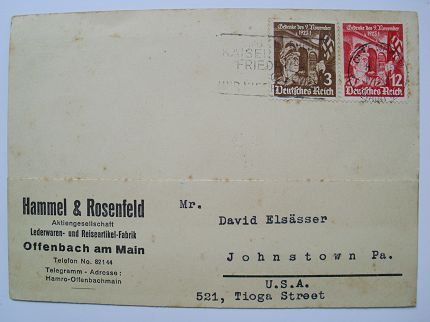 Gedenke des 9. November
1923!
3
Deutsches Reich
Gedenke des 9. November
1923!
12
Deutsches Reich
KAISER
FRIED
Hammel & Rosenfeld
Aktiengesellschaft
Lederwaren- und Reiseartikel-Fabrik
Offenbach am Main
Telefon No. 82144
Telegramm - Adresse:
Hamro-Offenbachmain
Mr.
David Elsässer
Johnstown Pa.
U.S.A.
521, Tioga Street